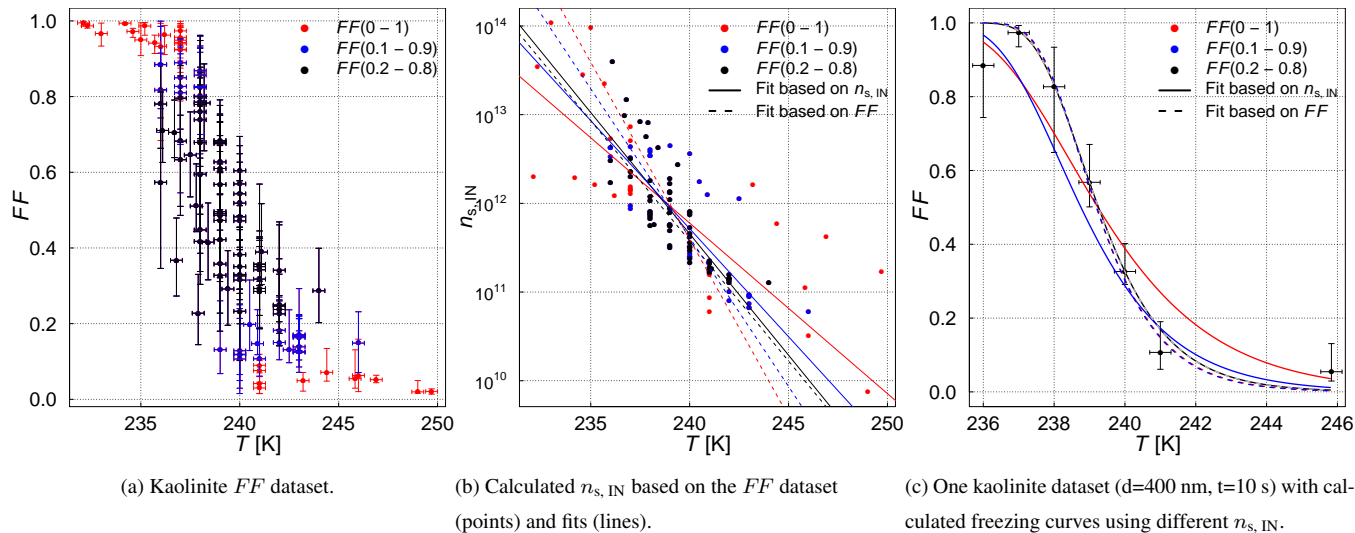 FF(0 − 1)
FF(0.1 − 0.9)
FF(0.2 − 0.8)
1.0
0.8
0.6
0.4
0.2
0.0
FF
235
240
245
250
T [K]
(a) Kaolinite FF dataset.
FF(0 − 1)
FF(0.1 − 0.9)
FF(0.2 − 0.8)
Fit based on n_s, IN
Fit based on FF
10^14
10^13
10^12
10^11
10^10
n_s, IN
235
240
245
250
T [K]
(b) Calculated n_s, IN based on the FF dataset
(points) and fits (lines).
FF(0 − 1)
FF(0.1 − 0.9)
FF(0.2 − 0.8)
Fit based on n_s, IN
Fit based on FF
1.0
0.8
0.6
0.4
0.2
0.0
FF
236
238
240
242
244
246
T [K]
(c) One kaolinite dataset (d=400 nm, t=10 s) with cal-
culated freezing curves using different n_s, IN.